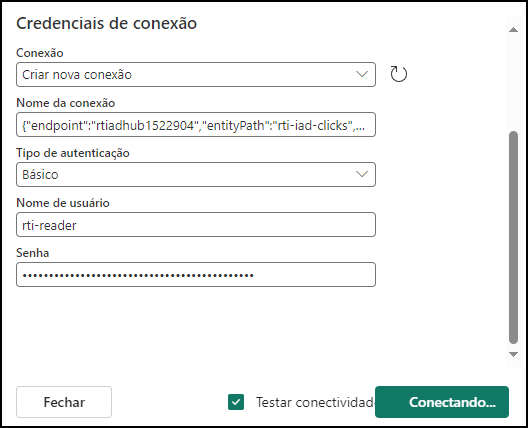 Credenciais de conexão
Conexão
Criar nova conexão
Nome da conexão
{"endpoint":"rtiadhub1522904","entityPath":"rti-iad-clicks",...
Tipo de autenticação
Básico
Nome de usuário
rti-reader
Senha
••••••••••••••••••••••••••••••••••••••••••••
Fechar
Testar conectividade
Conectando...